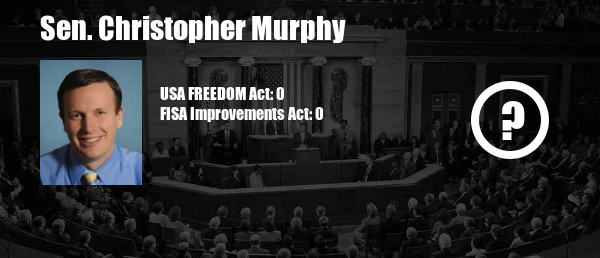 Sen. Christopher Murphy
USA FREEDOM Act: 0
FISA Improvements Act: 0
?